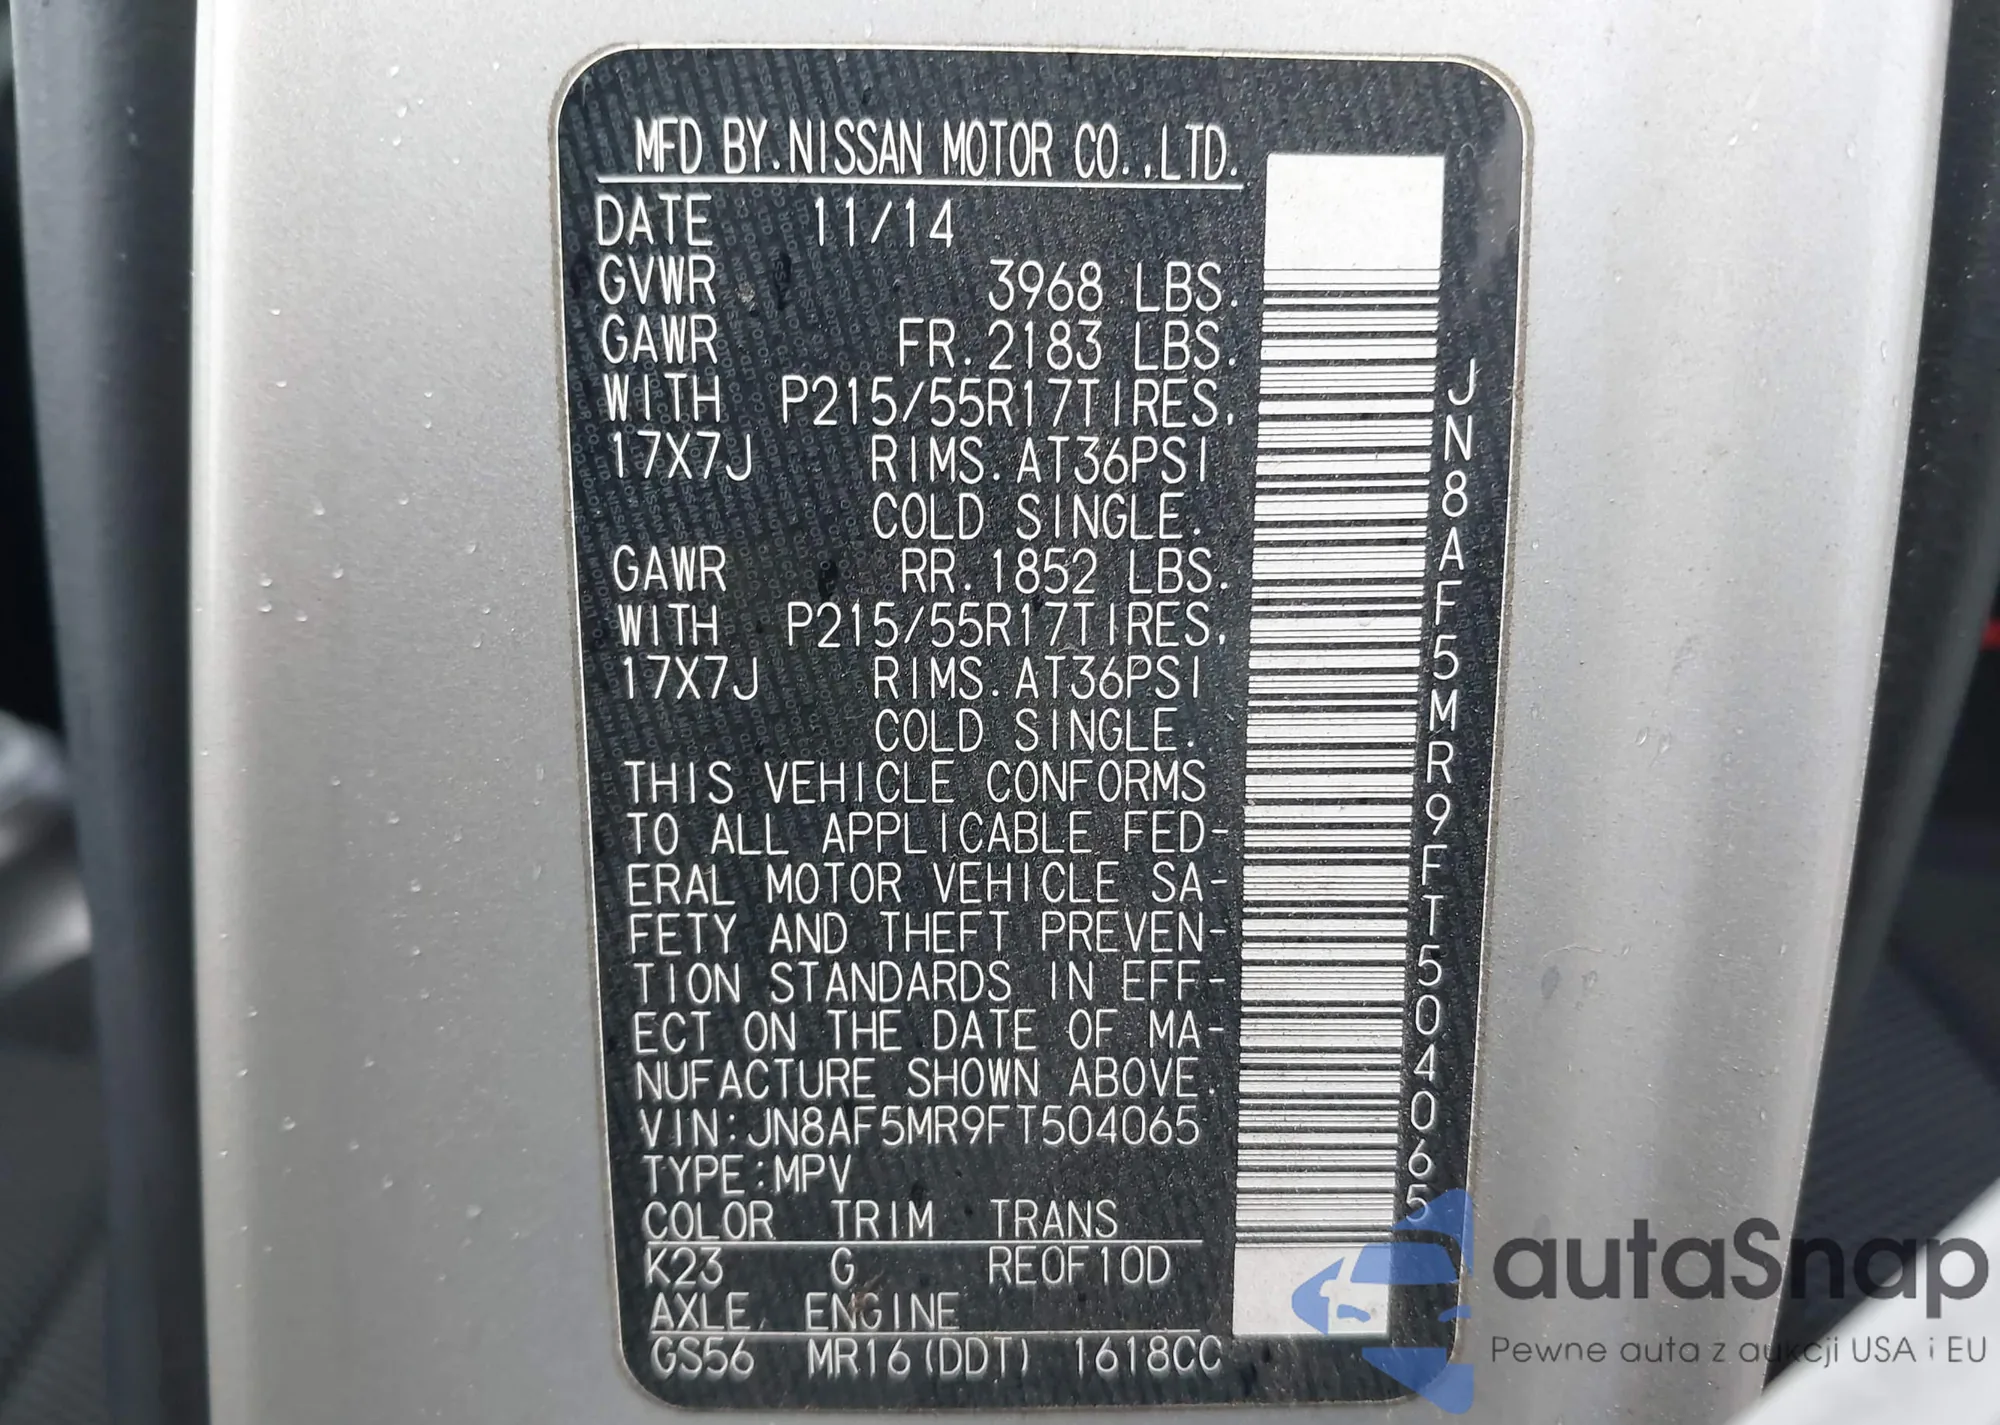 MFD BY.NISSAN MOTOR CO.,LTD.
DATE 11/14
GVWR 3968 LBS.
GAWR FR.2183 LBS.
WITH P215/55R17TIRES,
17X7J RIMS.AT36PSI
COLD SINGLE.
GAWR RR.1852 LBS.
WITH P215/55R17TIRES,
17X7J RIMS.AT36PSI
COLD SINGLE.
THIS VEHICLE CONFORMS
TO ALL APPLICABLE FED-
ERAL MOTOR VEHICLE SA-
FETY AND THEFT PREVEN-
TION STANDARDS IN EFF-
ECT ON THE DATE OF MA-
NUFACTURE SHOWN ABOVE.
VIN:JN8AF5MR9FT504065
TYPE:MPV
COLOR TRIM TRANS
K23 G RE0F10D
AXLE ENGINE
GS56 MR16(DDT) 1618CC
JN8AF5MR9FT504065
autaSnap
Pewne auta z aukcji USA i EU